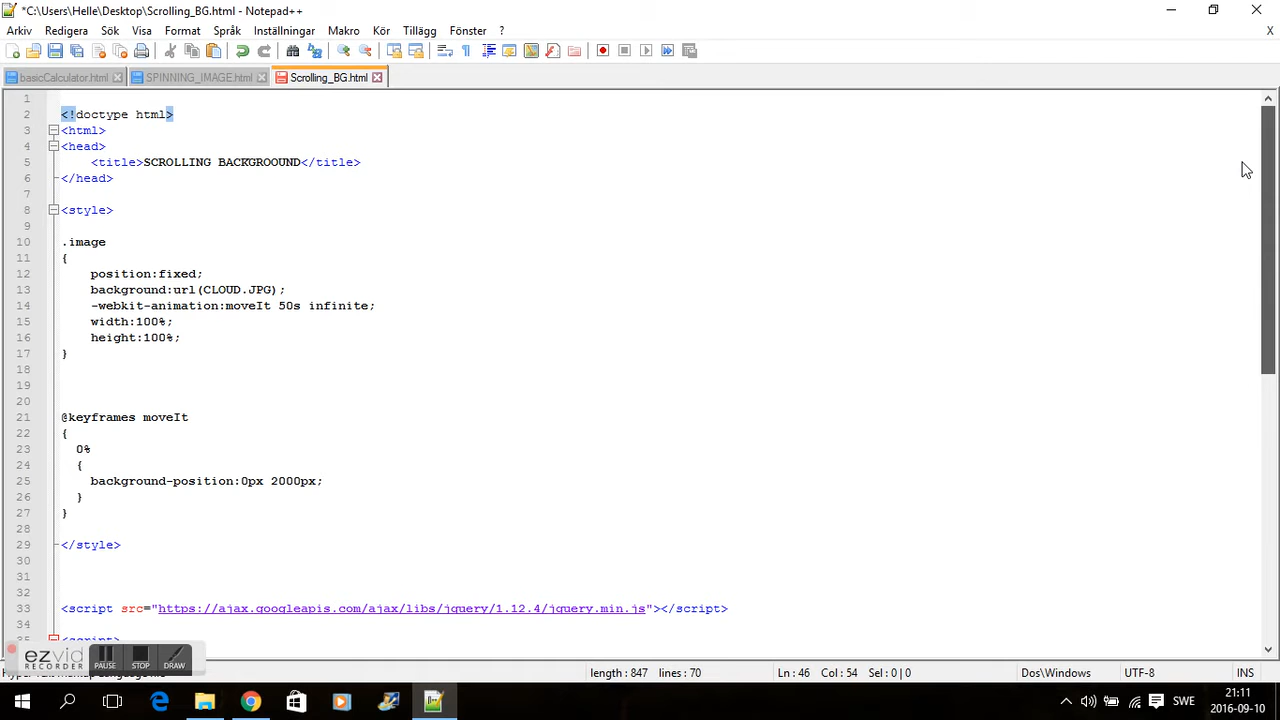 *C:\Users\Helle\Desktop\Scrolling_BG.html - Notepad++
Arkiv Redigera Sök Visa Format Språk Inställningar Makro Kör Tillägg Fönster ? X
basicCalculator.html SPINNING_IMAGE.html Scrolling_BG.html
1
2 <!doctype html>
3 <html>
4 <head>
5 <title>SCROLLING BACKGROOUND</title>
6 </head>
7
8 <style>
9
10 .image
11 {
12 position:fixed;
13 background:url(CLOUD.JPG);
14 -webkit-animation:moveIt 50s infinite;
15 width:100%;
16 height:100%;
17 }
18
19
20
21 @keyframes moveIt
22 {
23 0%
24 {
25 background-position:0px 2000px;
26 }
27 }
28
29 </style>
30
31
32
33 <script src="https://ajax.googleapis.com/ajax/libs/jquery/1.12.4/jquery.min.js"></script>
34
35 <script>
ezvid RECORDER PAUSE STOP DRAW
length : 847 lines : 70 Ln : 46 Col : 54 Sel : 0 | 0 Dos\Windows UTF-8 INS
SWE 21:11
2016-09-10